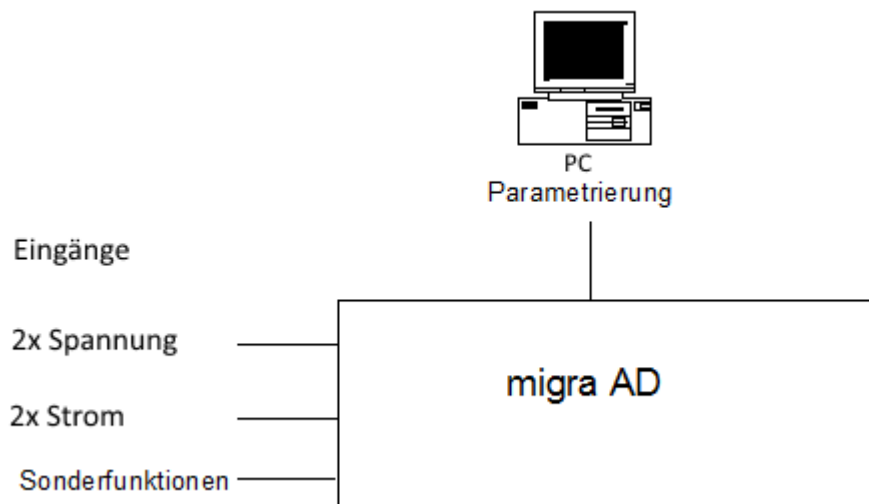 PC
Parametrierung
Eingänge
2x Spannung
migra AD
2x Strom
Sonderfunktionen